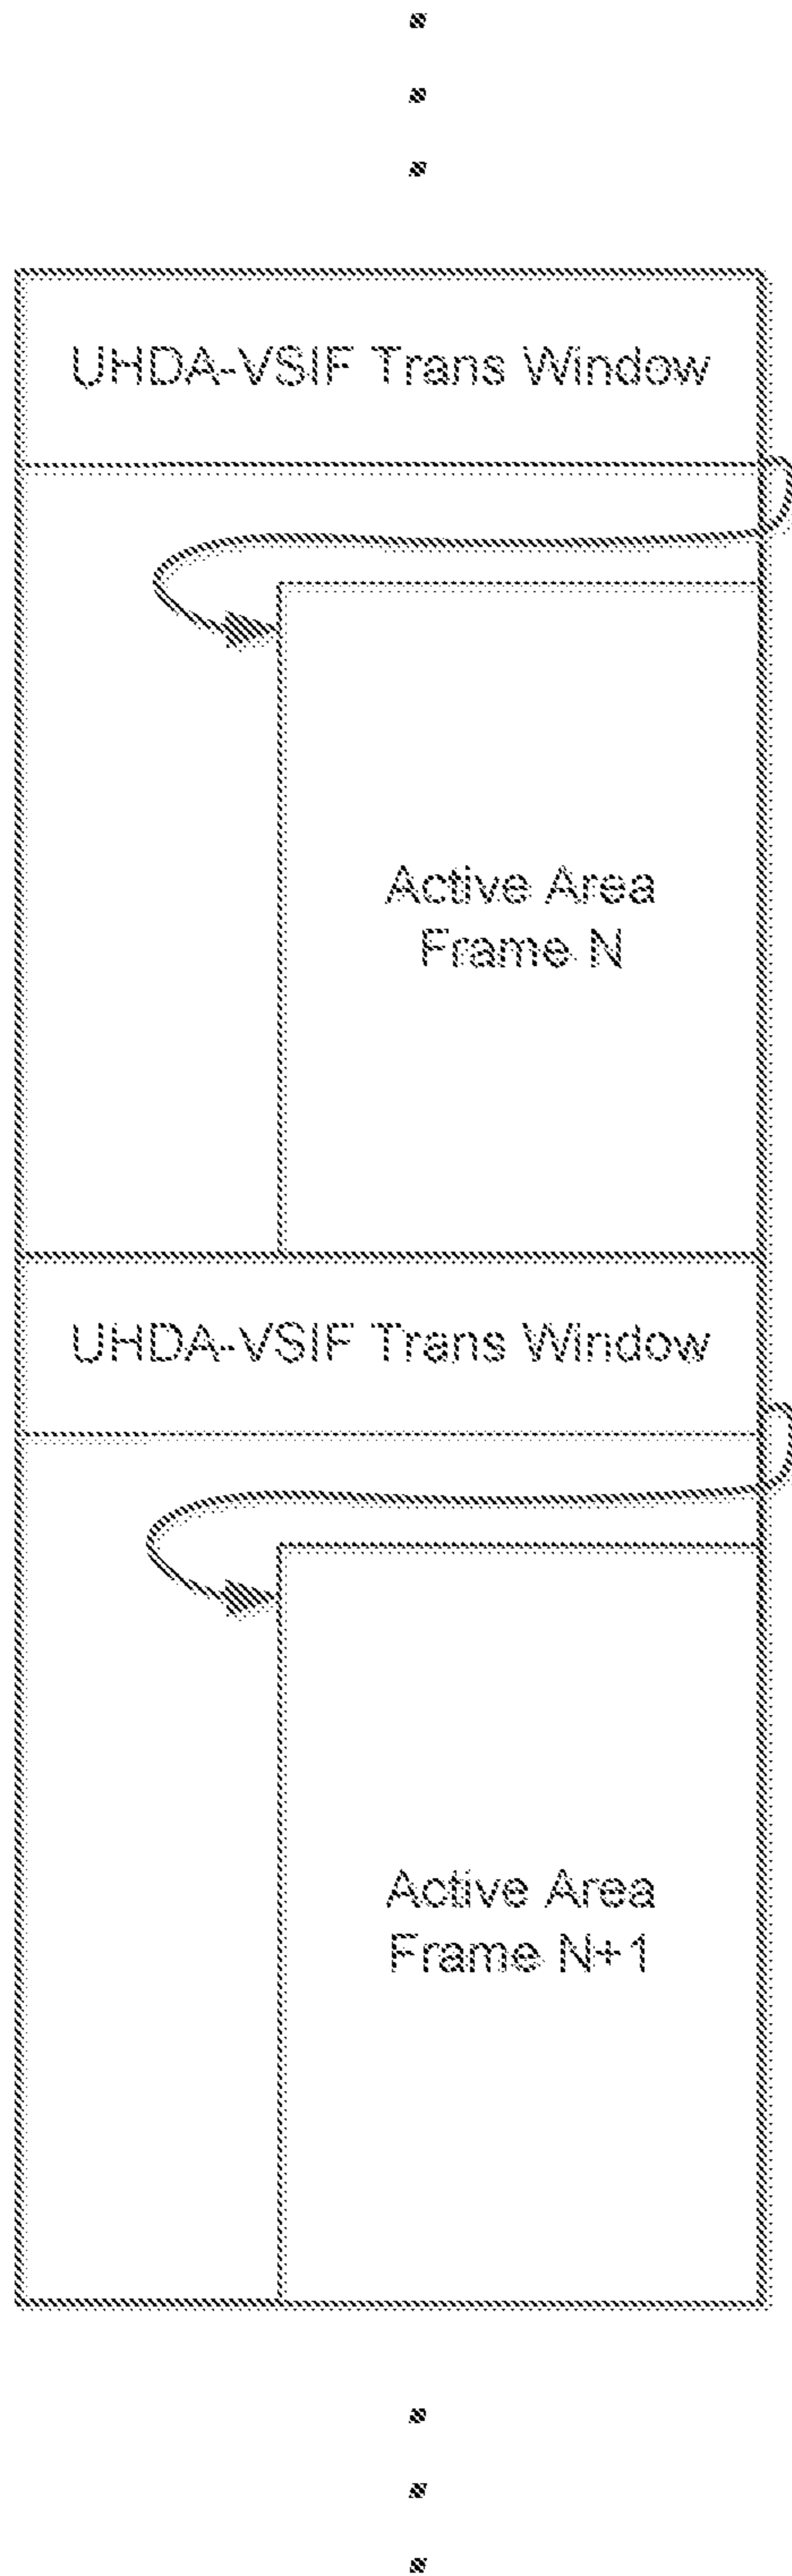 UHDA-VSIF Trans Window
Active Area
Frame N
UHDA-VSIF Trans Window
Active Area
Frame N+1